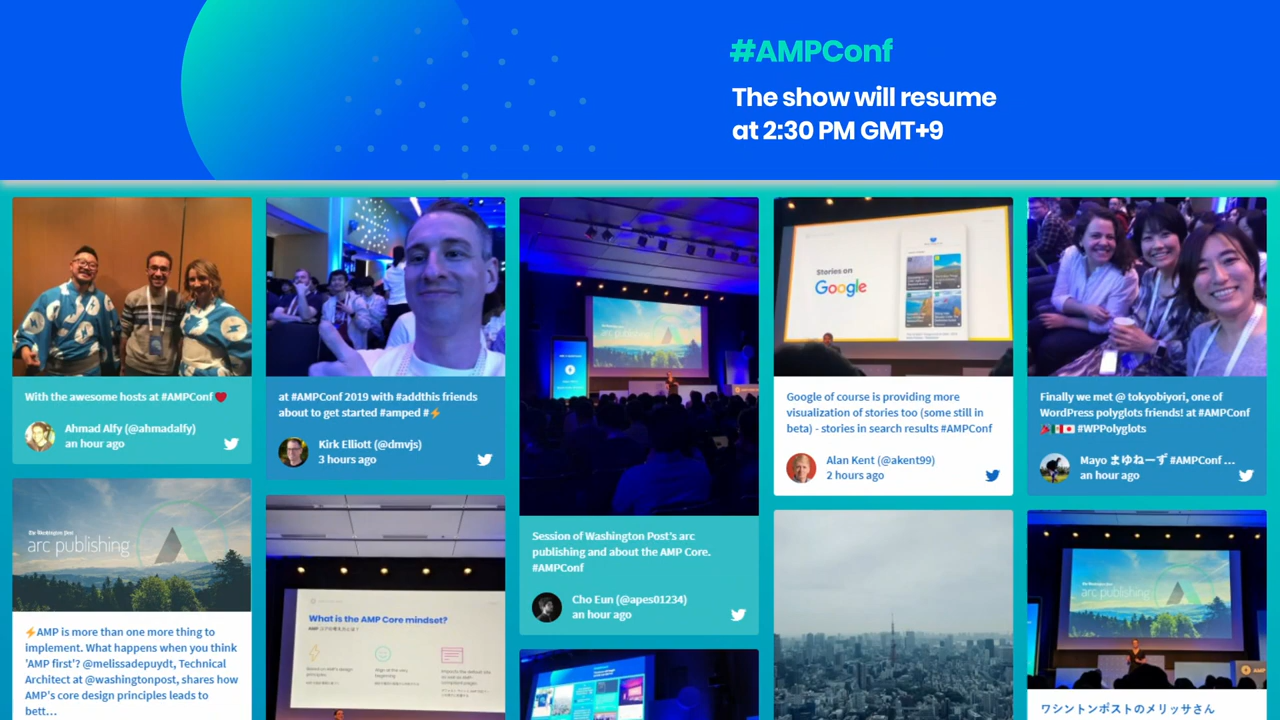 #AMPConf
The show will resume
at 2:30 PM GMT+9
With the awesome hosts at #AMPConf ❤️
Ahmad Alfy (@ahmadalfy)
an hour ago
The Washington Post
arc publishing
⚡AMP is more than one more thing to
implement. What happens when you think
'AMP first'? @melissadepuydt, Technical
Architect at @washingtonpost, shares how
AMP's core design principles leads to
bett...
at #AMPConf 2019 with #addthis friends
about to get started #amped #⚡
Kirk Elliott (@dmvjs)
3 hours ago
What is the AMP Core mindset?
Session of Washington Post's arc
publishing and about the AMP Core.
#AMPConf
Cho Eun (@apes01234)
an hour ago
Stories on
Google
Google of course is providing more
visualization of stories too (some still in
beta) - stories in search results #AMPConf
Alan Kent (@akent99)
2 hours ago
Finally we met @ tokyobiyori, one of
WordPress polyglots friends! at #AMPConf
🎉🇲🇽🇯🇵 #WPPolyglots
Mayo まゆねーず #AMPConf ...
an hour ago
arc publishing
ワシントンポストのメリッサさん